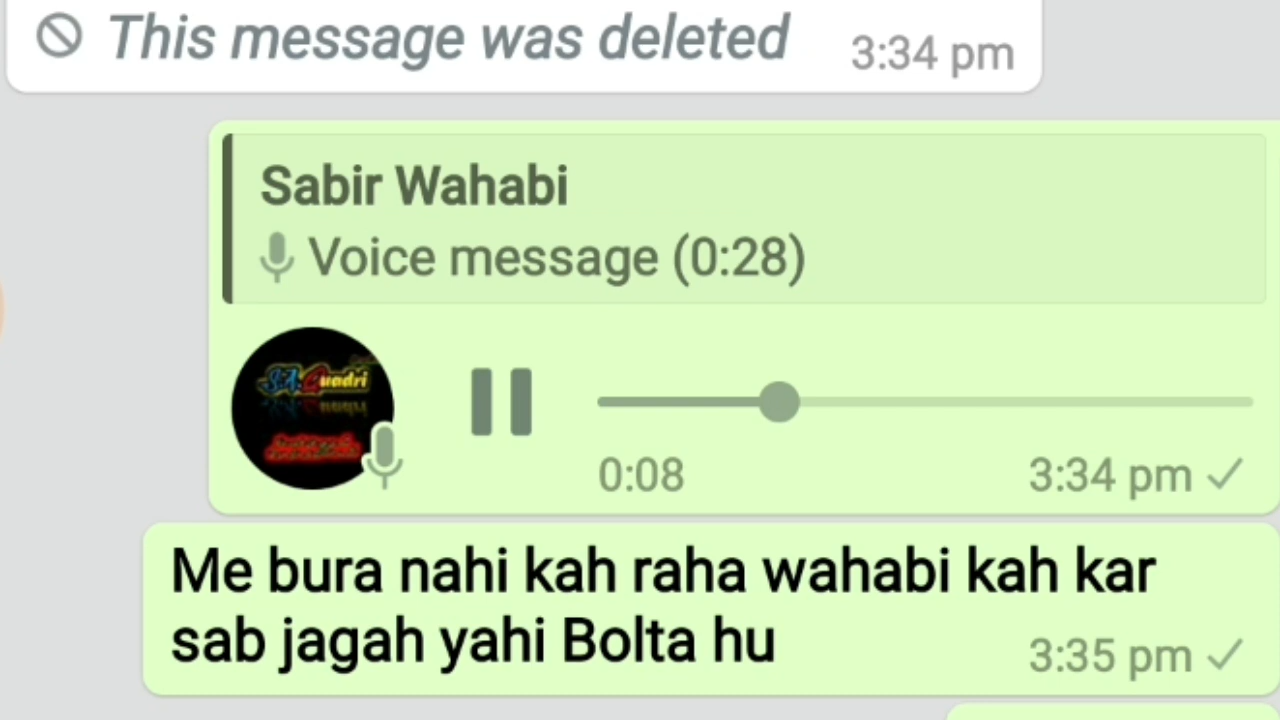 This message was deleted 3:34 pm
Sabir Wahabi
Voice message (0:28)
S.A. Quadri
0:08 3:34 pm
Me bura nahi kah raha wahabi kah kar
sab jagah yahi Bolta hu 3:35 pm